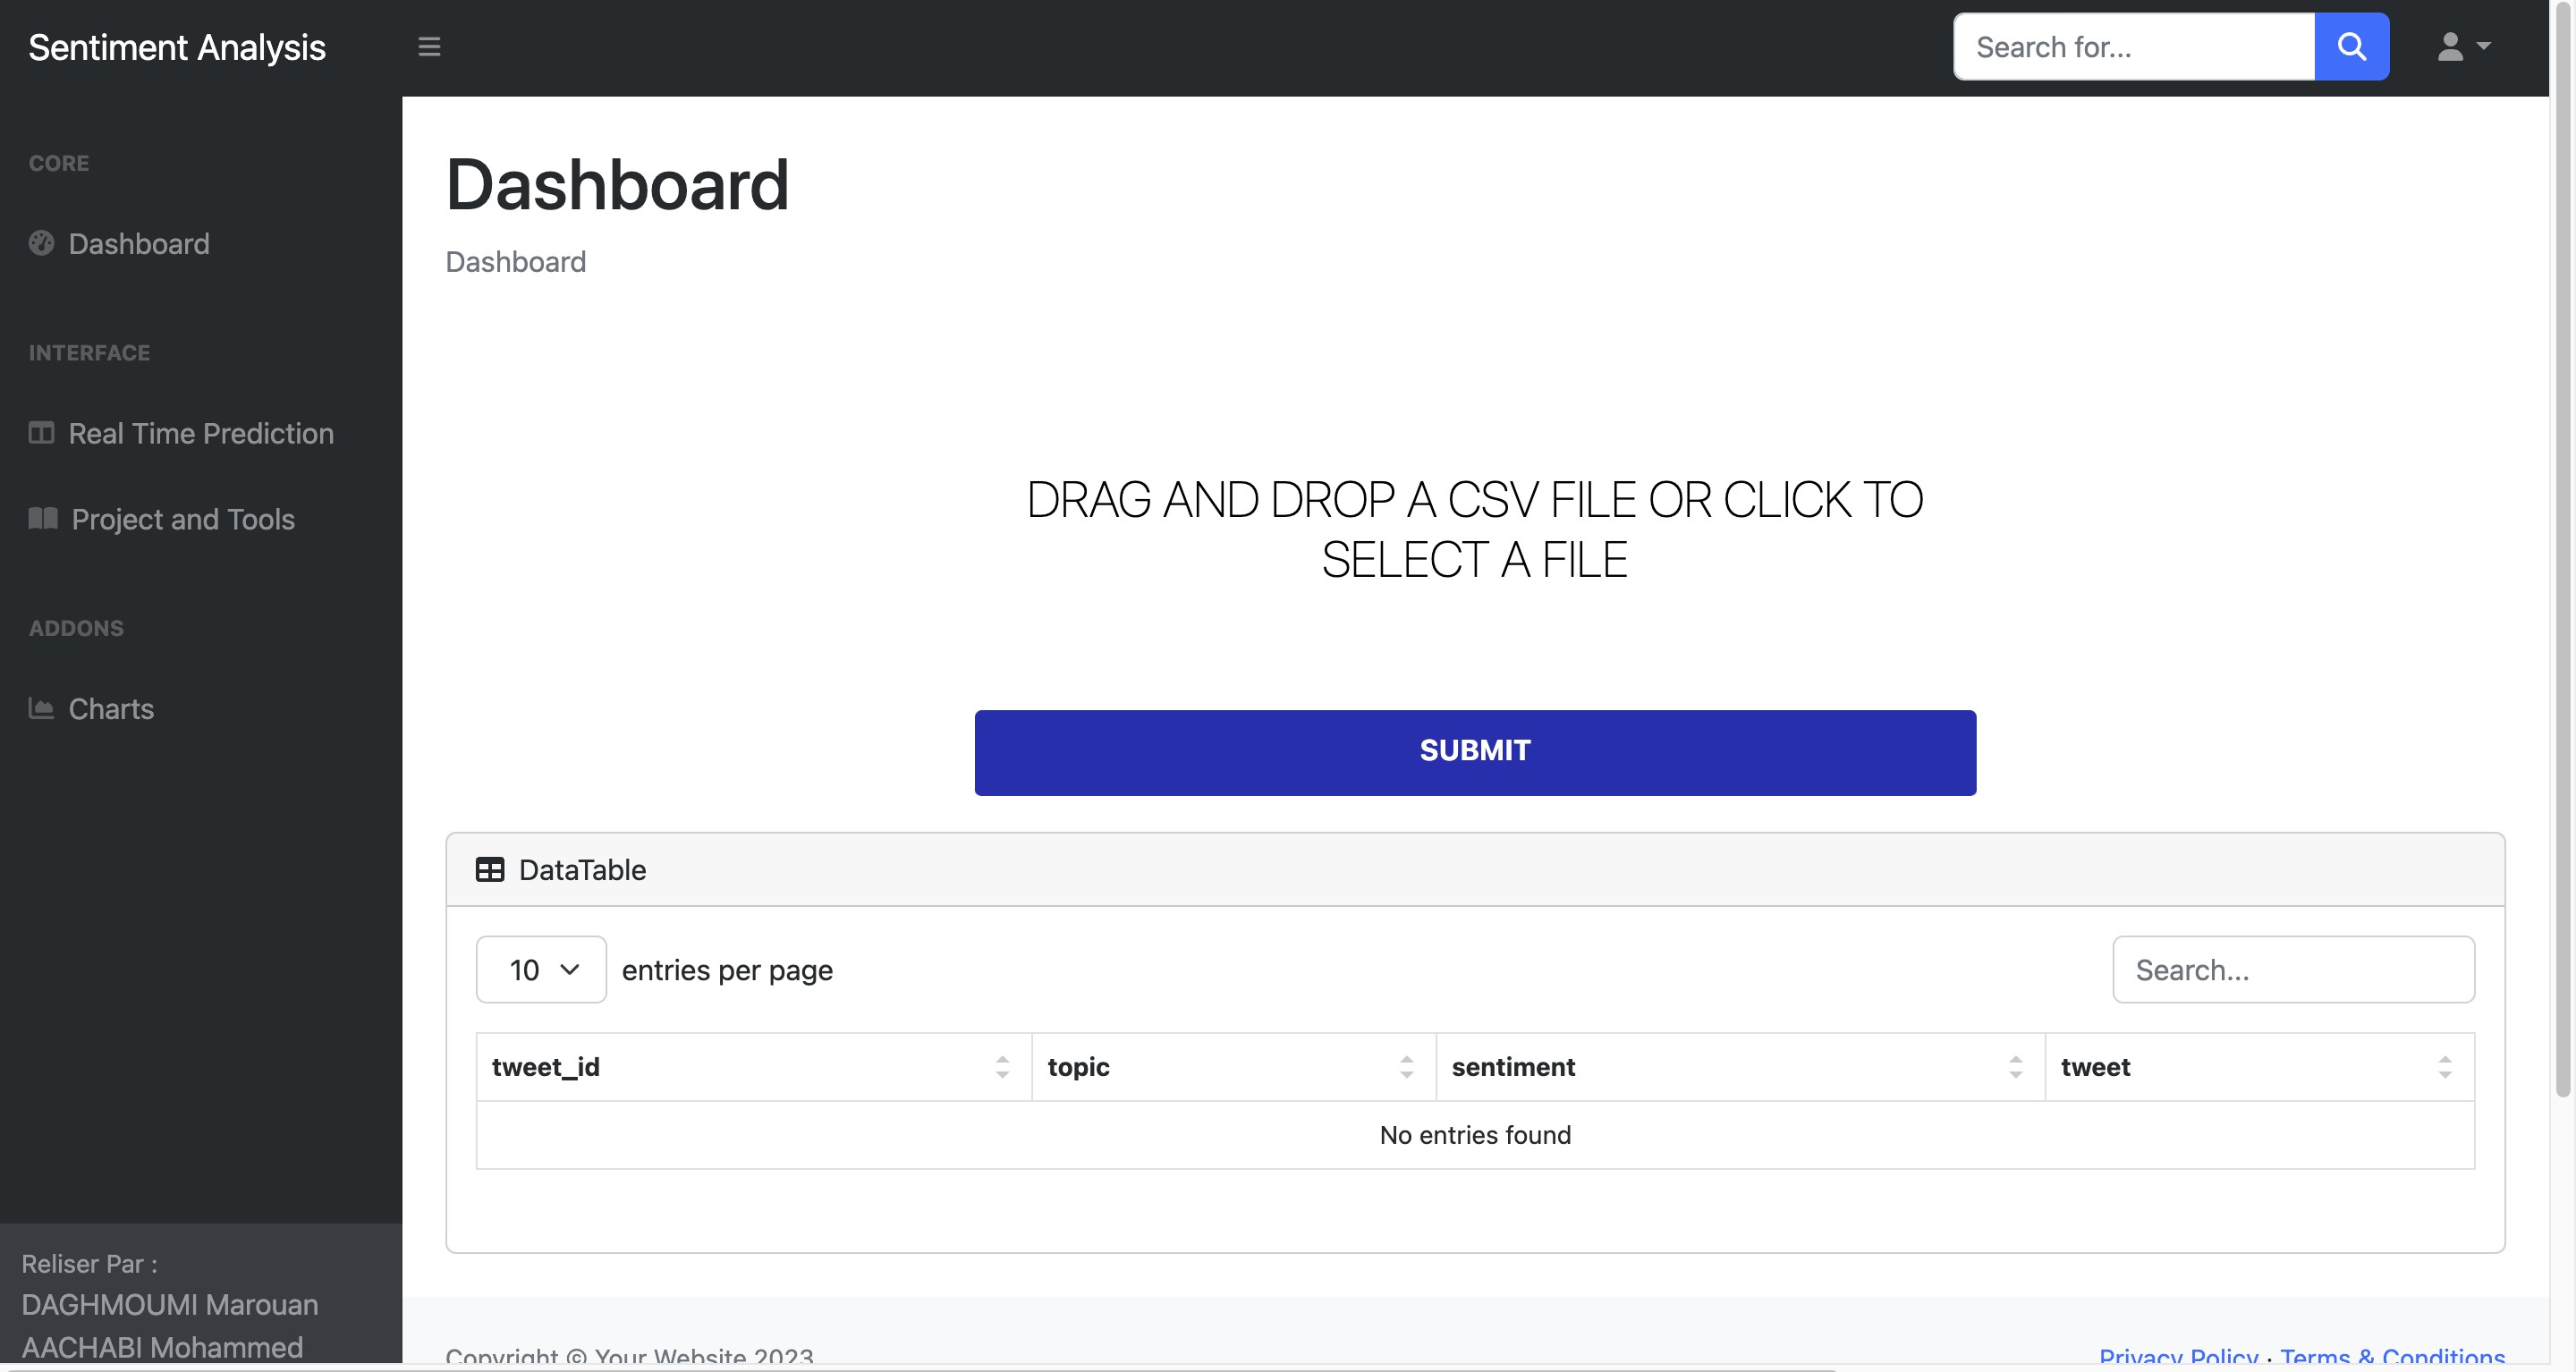 Sentiment Analysis
Search for...
CORE
Dashboard
INTERFACE
Real Time Prediction
Project and Tools
ADDONS
Charts
Reliser Par :
DAGHMOUMI Marouan
AACHABI Mohammed
Dashboard
Dashboard
DRAG AND DROP A CSV FILE OR CLICK TO
SELECT A FILE
SUBMIT
DataTable
10 entries per page
Search...
tweet_id topic sentiment tweet
No entries found
Copyright © Your Website 2023
Privacy Policy · Terms & Conditions